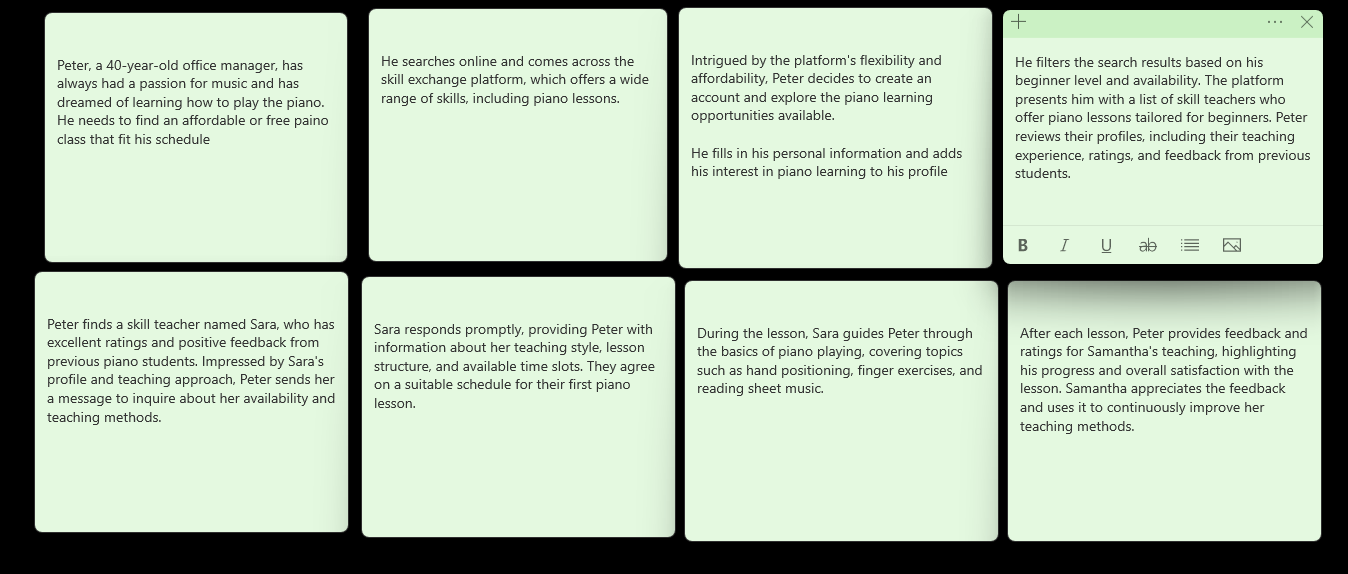 Peter, a 40-year-old office manager, has
always had a passion for music and has
dreamed of learning how to play the piano.
He needs to find an affordable or free paino
class that fit his schedule
He searches online and comes across the
skill exchange platform, which offers a wide
range of skills, including piano lessons.
Intrigued by the platform's flexibility and
affordability, Peter decides to create an
account and explore the piano learning
opportunities available.
He fills in his personal information and adds
his interest in piano learning to his profile
He filters the search results based on his
beginner level and availability. The platform
presents him with a list of skill teachers who
offer piano lessons tailored for beginners. Peter
reviews their profiles, including their teaching
experience, ratings, and feedback from previous
students.
B I U ab
Peter finds a skill teacher named Sara, who has
excellent ratings and positive feedback from
previous piano students. Impressed by Sara's
profile and teaching approach, Peter sends her
a message to inquire about her availability and
teaching methods.
Sara responds promptly, providing Peter with
information about her teaching style, lesson
structure, and available time slots. They agree
on a suitable schedule for their first piano
lesson.
During the lesson, Sara guides Peter through
the basics of piano playing, covering topics
such as hand positioning, finger exercises, and
reading sheet music.
After each lesson, Peter provides feedback and
ratings for Samantha's teaching, highlighting
his progress and overall satisfaction with the
lesson. Samantha appreciates the feedback
and uses it to continuously improve her
teaching methods.